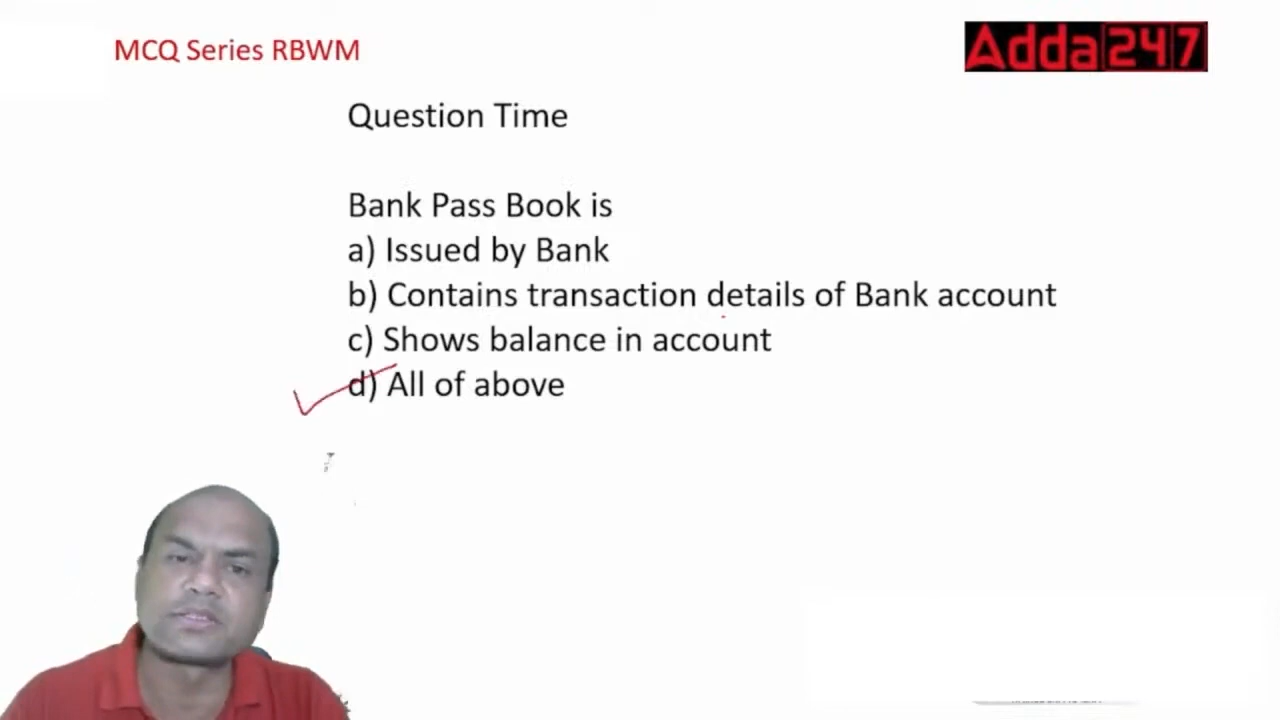 MCQ Series RBWM
Adda247
Question Time
Bank Pass Book is
a) Issued by Bank
b) Contains transaction details of Bank account
c) Shows balance in account
d) All of above